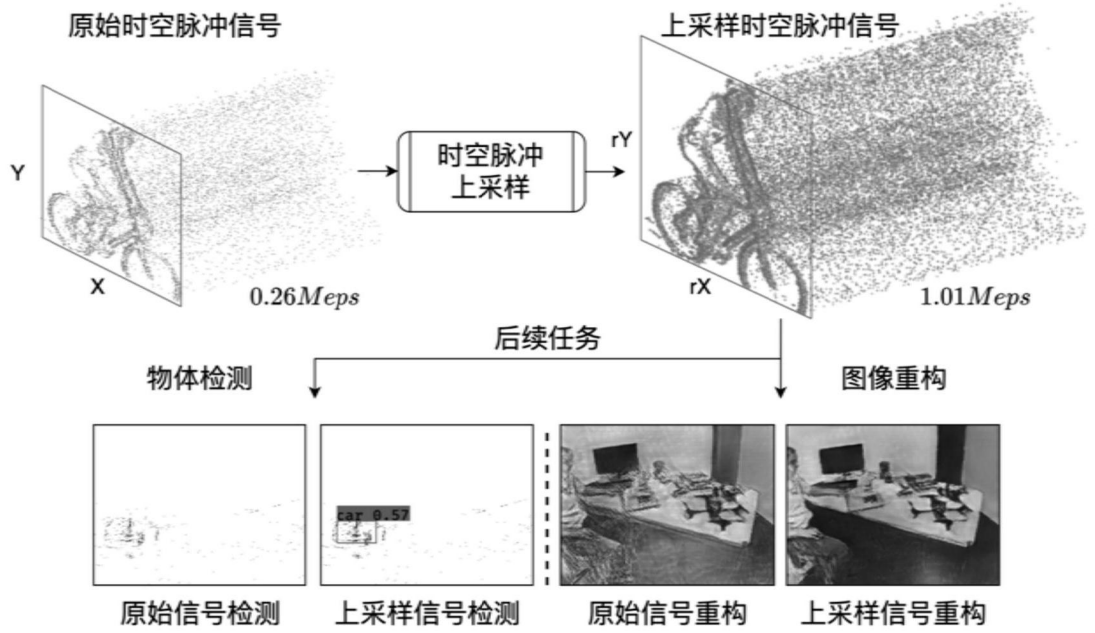 原始时空脉冲信号
上采样时空脉冲信号
Y
X
0.26Meps
时空脉冲
上采样
rY
rX
1.01Meps
后续任务
物体检测
图像重构
car 0.57
原始信号检测
上采样信号检测
原始信号重构
上采样信号重构